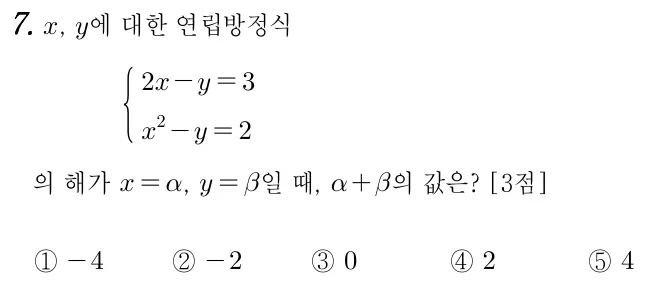 7. x, y에 대한 연립방정식
2x－y＝3
x²－y＝2
의 해가 x＝α, y＝β일 때, α＋β의 값은? [3점]
① －4 ② －2 ③ 0 ④ 2 ⑤ 4